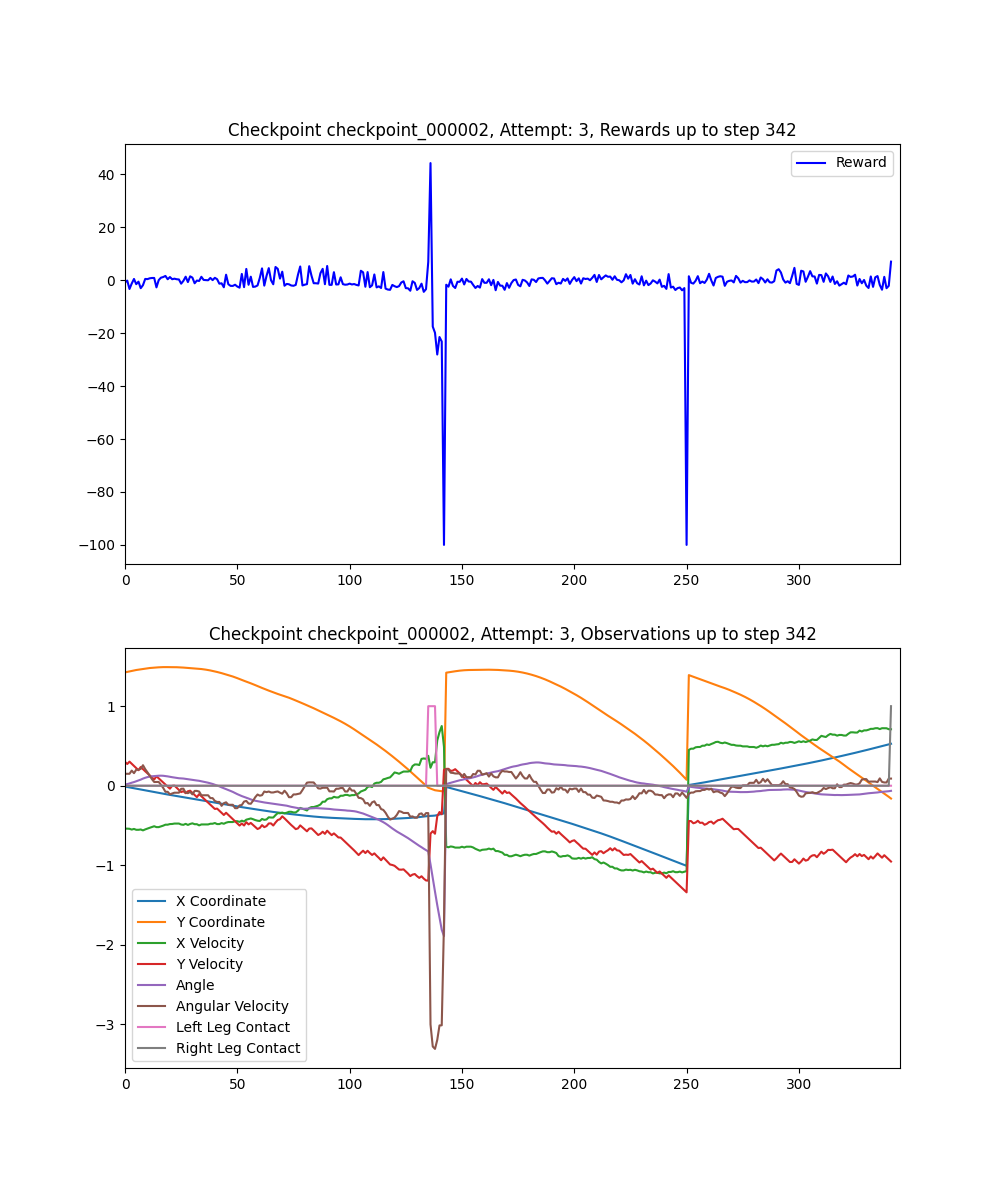 Checkpoint checkpoint_000002, Attempt: 3, Rewards up to step 342
Reward
40
20
0
−20
−40
−60
−80
−100
0 50 100 150 200 250 300
Checkpoint checkpoint_000002, Attempt: 3, Observations up to step 342
1
0
−1
−2
−3
X Coordinate
Y Coordinate
X Velocity
Y Velocity
Angle
Angular Velocity
Left Leg Contact
Right Leg Contact
0 50 100 150 200 250 300